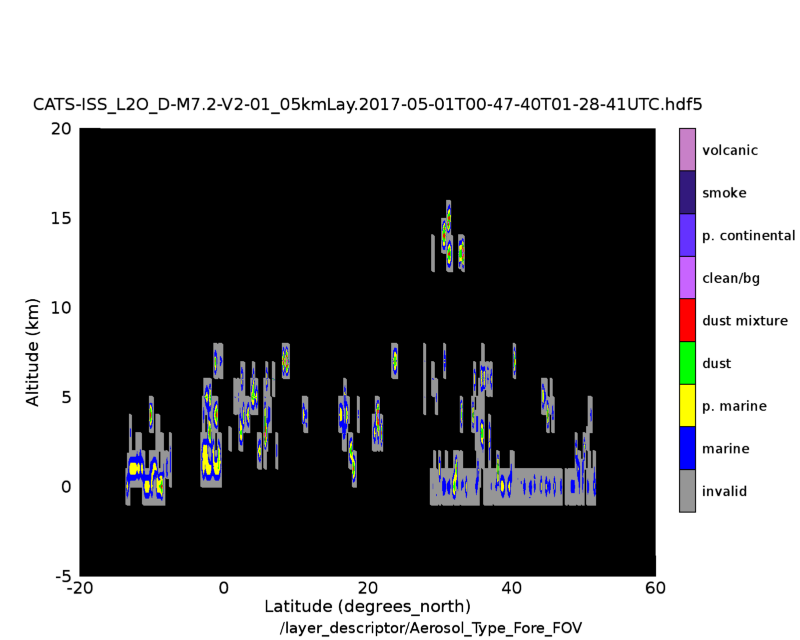 CATS-ISS_L2O_D-M7.2-V2-01_05kmLay.2017-05-01T00-47-40T01-28-41UTC.hdf5
20
15
10
5
0
-5
Altitude (km)
-20
0
20
40
60
Latitude (degrees_north)
/layer_descriptor/Aerosol_Type_Fore_FOV
volcanic
smoke
p. continental
clean/bg
dust mixture
dust
p. marine
marine
invalid